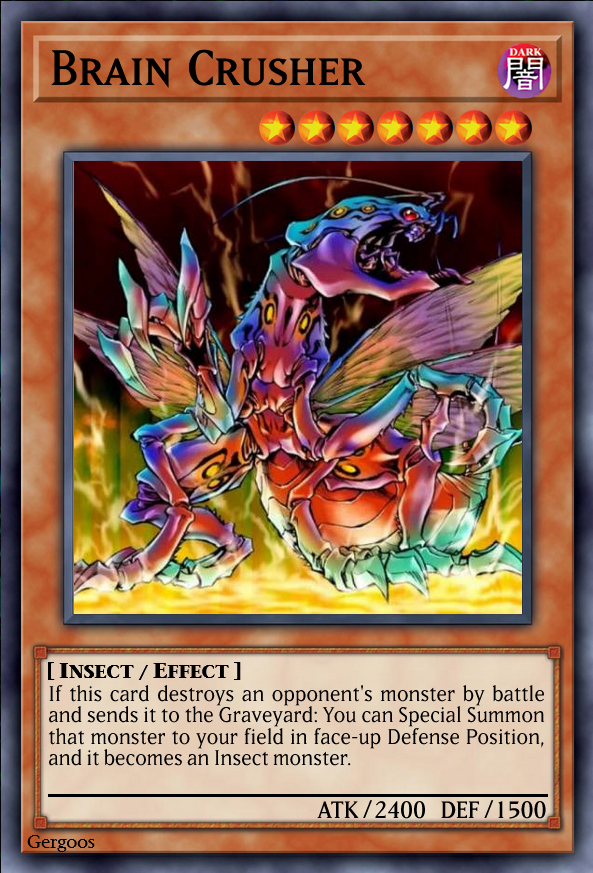 Brain Crusher
DARK
闇
[ Insect / Effect ]
If this card destroys an opponent's monster by battle
and sends it to the Graveyard: You can Special Summon
that monster to your field in face-up Defense Position,
and it becomes an Insect monster.
ATK/2400 DEF/1500
Gergoos